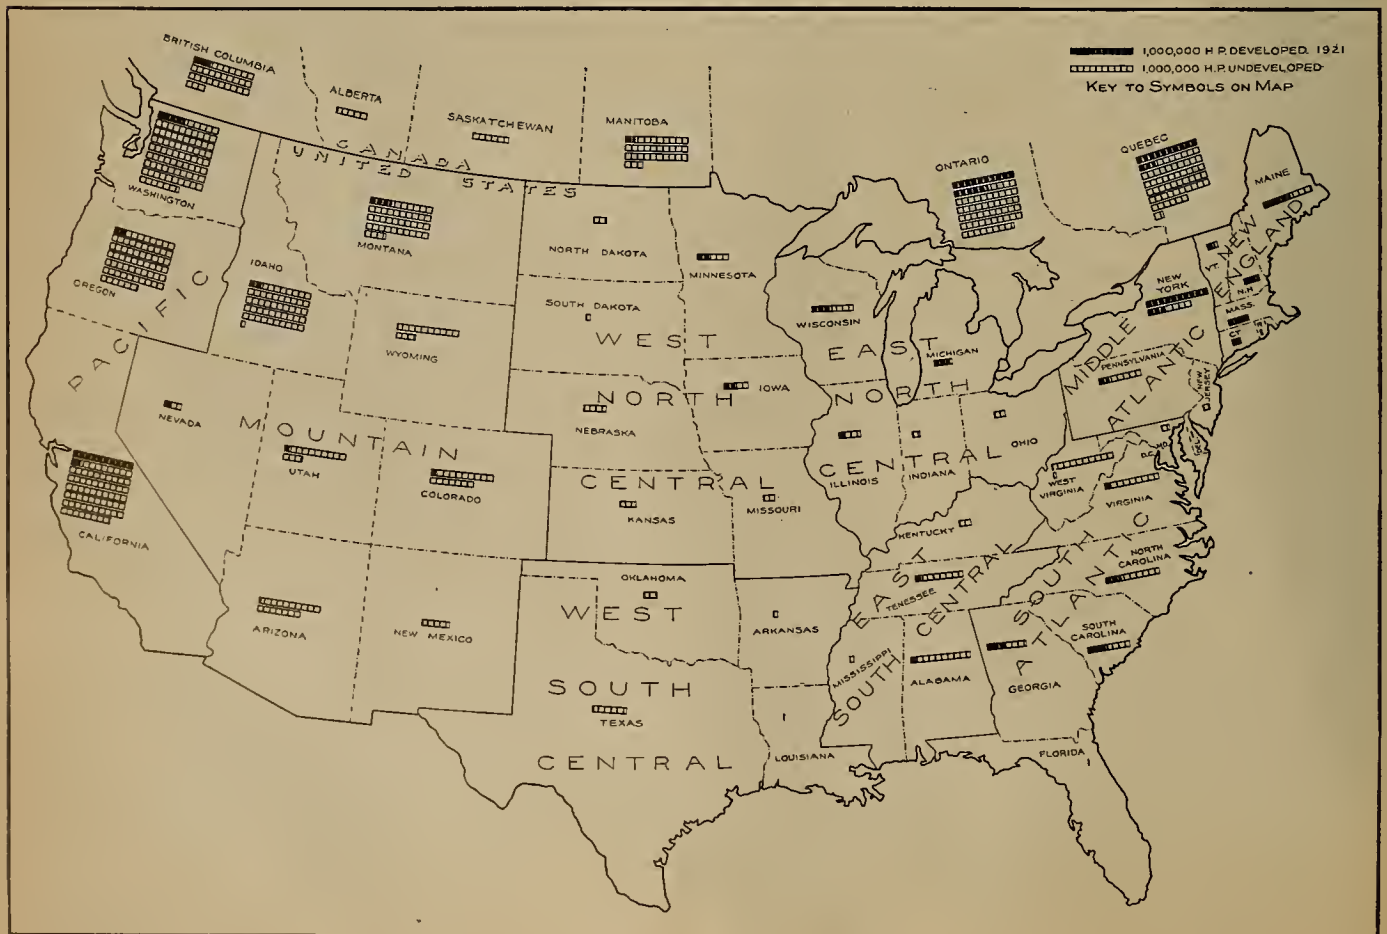 1,000,000 H.P. DEVELOPED. 1921
1,000,000 H.P. UNDEVELOPED
KEY TO SYMBOLS ON MAP
BRITISH COLUMBIA
ALBERTA
SASKATCHEWAN
MANITOBA
ONTARIO
QUEBEC
CANADA
UNITED STATES
WASHINGTON
MONTANA
NORTH DAKOTA
MINNESOTA
MAINE
NEW ENGLAND
VT.
N.H.
MASS.
CT.
R.I.
OREGON
IDAHO
PACIFIC
WYOMING
SOUTH DAKOTA
WISCONSIN
MICHIGAN
NEW
YORK
MIDDLE
ATLANTIC
PENNSYLVANIA
NEW
JERSEY
WEST
NORTH
CENTRAL
IOWA
NEBRASKA
EAST
NORTH
CENTRAL
NEVADA
MOUNTAIN
UTAH
COLORADO
KANSAS
MISSOURI
ILLINOIS
INDIANA
OHIO
WEST
VIRGINIA
D.C.
MD.
DEL.
VIRGINIA
CALIFORNIA
KENTUCKY
EAST
SOUTH
CENTRAL
TENESSEE
NORTH
CAROLINA
SOUTH
ATLANTIC
SOUTH
CAROLINA
ARIZONA
NEW MEXICO
OKLAHOMA
WEST
SOUTH
CENTRAL
ARKANSAS
MISSISSIPPI
ALABAMA
GEORGIA
TEXAS
LOUISIANA
FLORIDA